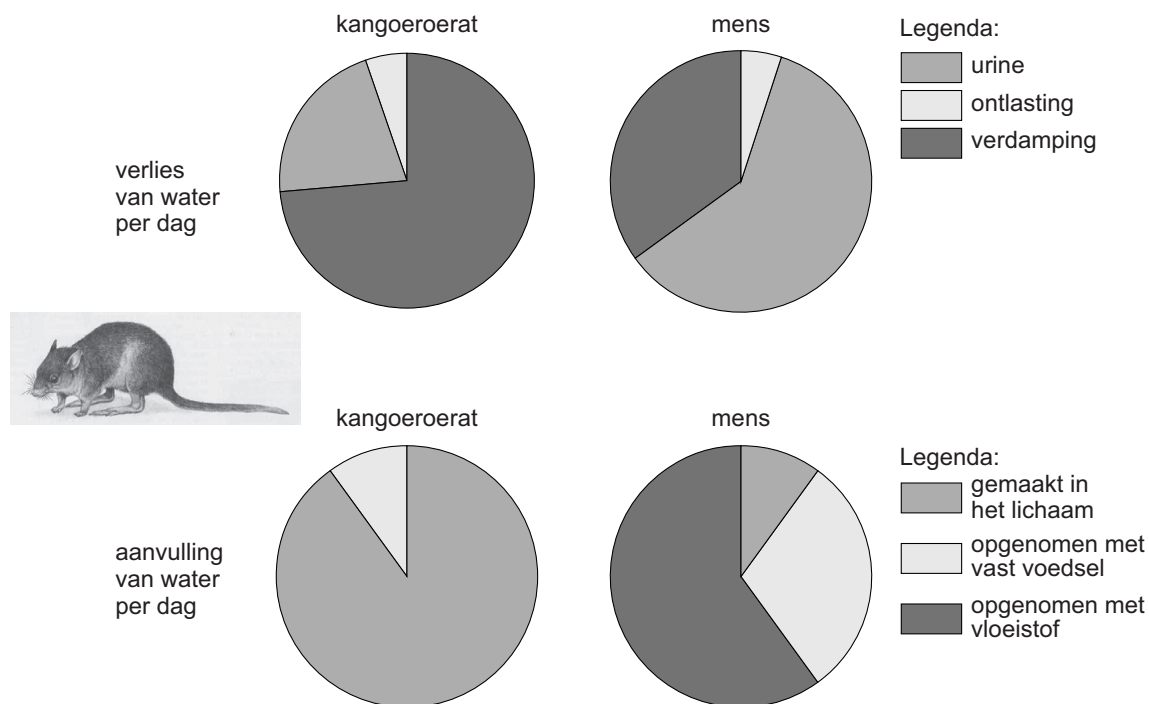 kangoeroerat
mens
Legenda:
urine
ontlasting
verdamping
verlies
van water
per dag
kangoeroerat
mens
Legenda:
gemaakt in
het lichaam
opgenomen met
vast voedsel
opgenomen met
vloeistof
aanvulling
van water
per dag